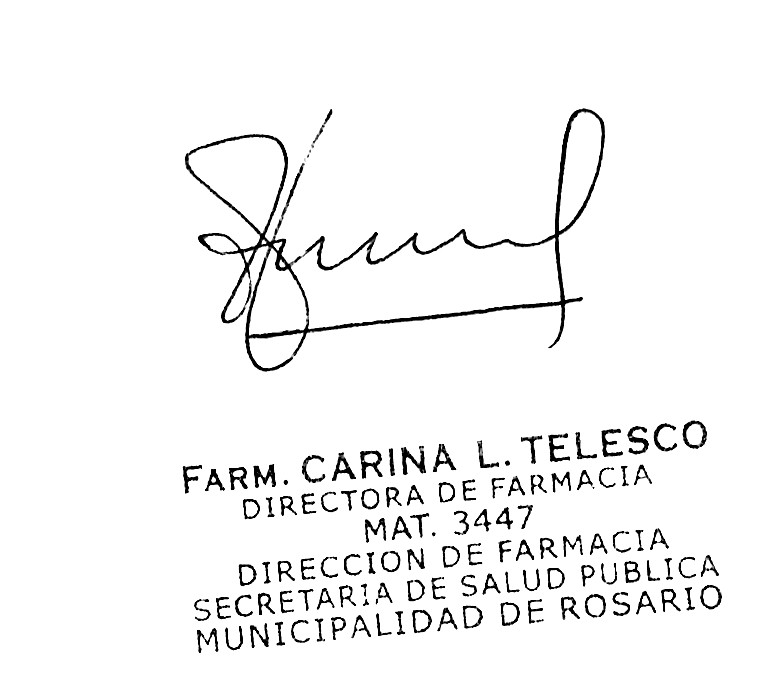 FARM. CARINA L. TELESCO
DIRECTORA DE FARMACIA
MAT. 3447
DIRECCION DE FARMACIA
SECRETARIA DE SALUD PUBLICA
MUNICIPALIDAD DE ROSARIO